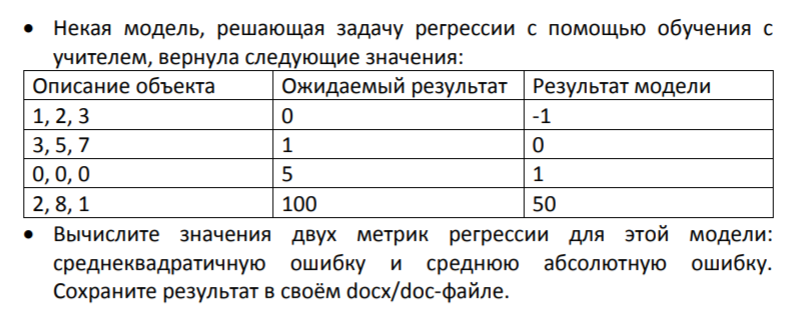 • Некая модель, решающая задачу регрессии с помощью обучения с
учителем, вернула следующие значения:
Описание объекта Ожидаемый результат Результат модели
1, 2, 3 0 -1
3, 5, 7 1 0
0, 0, 0 5 1
2, 8, 1 100 50
• Вычислите значения двух метрик регрессии для этой модели:
среднеквадратичную ошибку и среднюю абсолютную ошибку.
Сохраните результат в своём docx/doc-файле.